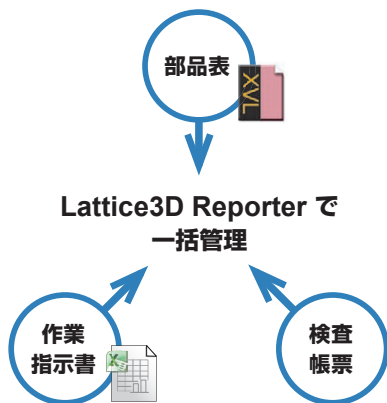 部品表
XVL
Lattice3D Reporter で
一括管理
作業
指示書
検査
帳票